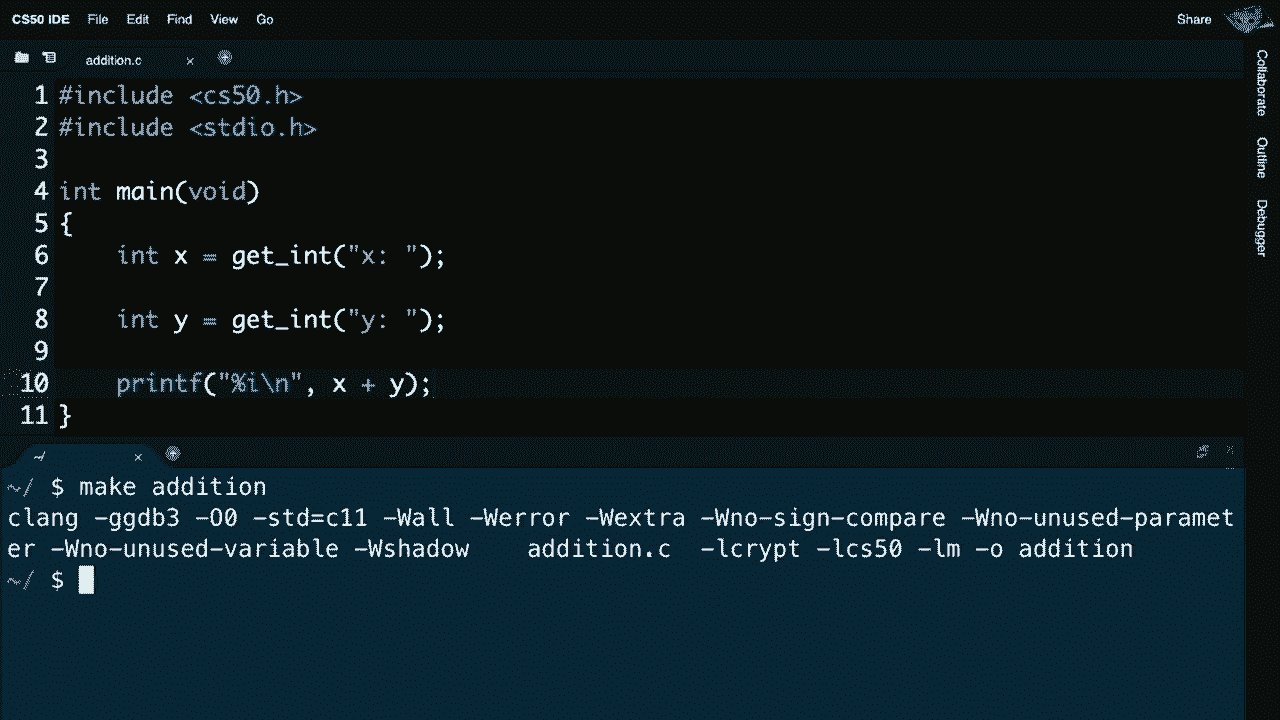 CS50 IDE File Edit Find View Go Share
addition.c ×
1 #include <cs50.h>
2 #include <stdio.h>
3
4 int main(void)
5 {
6     int x = get_int("x: ");
7
8     int y = get_int("y: ");
9
10     printf("%i\n", x + y);
11 }
Collaborate
Outline
Debugger
~/ ×
~/ $ make addition
clang -ggdb3 -O0 -std=c11 -Wall -Werror -Wextra -Wno-sign-compare -Wno-unused-paramet
er -Wno-unused-variable -Wshadow    addition.c  -lcrypt -lcs50 -lm -o addition
~/ $